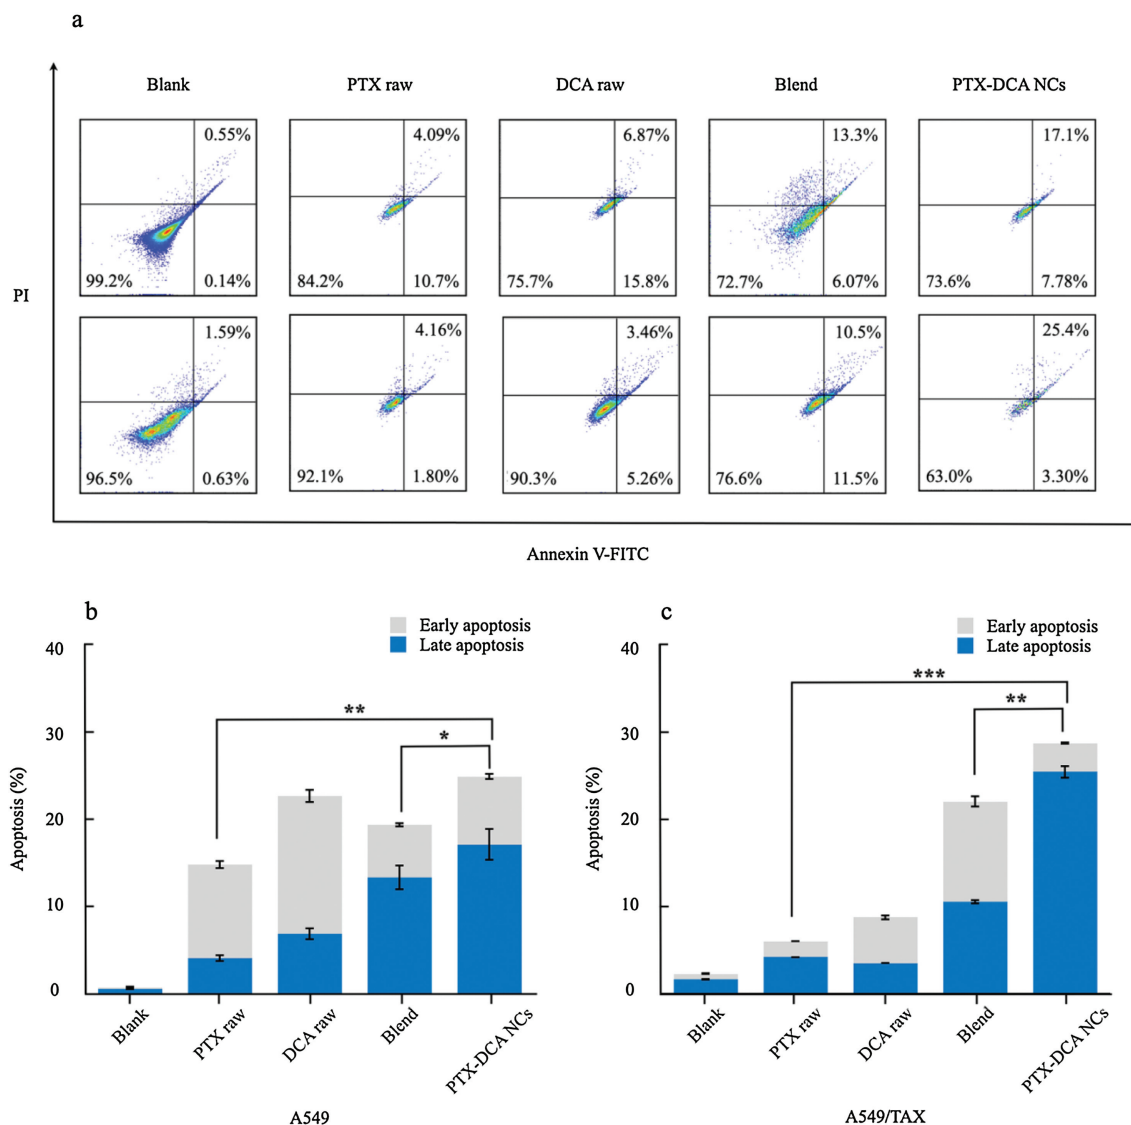 a
Blank PTX raw DCA raw Blend PTX-DCA NCs
0.55% 4.09% 6.87% 13.3% 17.1%
99.2% 0.14% 84.2% 10.7% 75.7% 15.8% 72.7% 6.07% 73.6% 7.78%
PI
1.59% 4.16% 3.46% 10.5% 25.4%
96.5% 0.63% 92.1% 1.80% 90.3% 5.26% 76.6% 11.5% 63.0% 3.30%
Annexin V-FITC
b
Early apoptosis
Late apoptosis
40
30
20
10
0
Apoptosis (%)
**
*
Blank
PTX raw
DCA raw
Blend
PTX-DCA NCs
A549
c
Early apoptosis
Late apoptosis
40
30
20
10
0
Apoptosis (%)
***
**
Blank
PTX raw
DCA raw
Blend
PTX-DCA NCs
A549/TAX